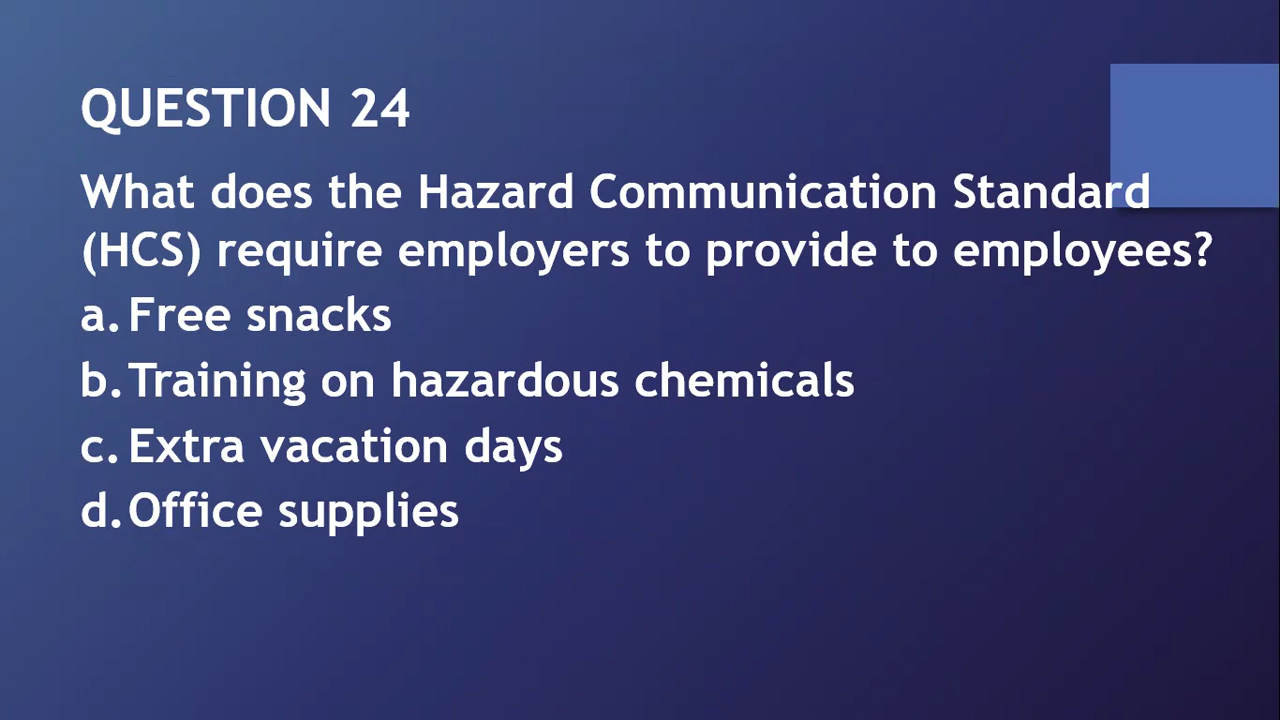 QUESTION 24
What does the Hazard Communication Standard
(HCS) require employers to provide to employees?
a. Free snacks
b. Training on hazardous chemicals
c. Extra vacation days
d. Office supplies